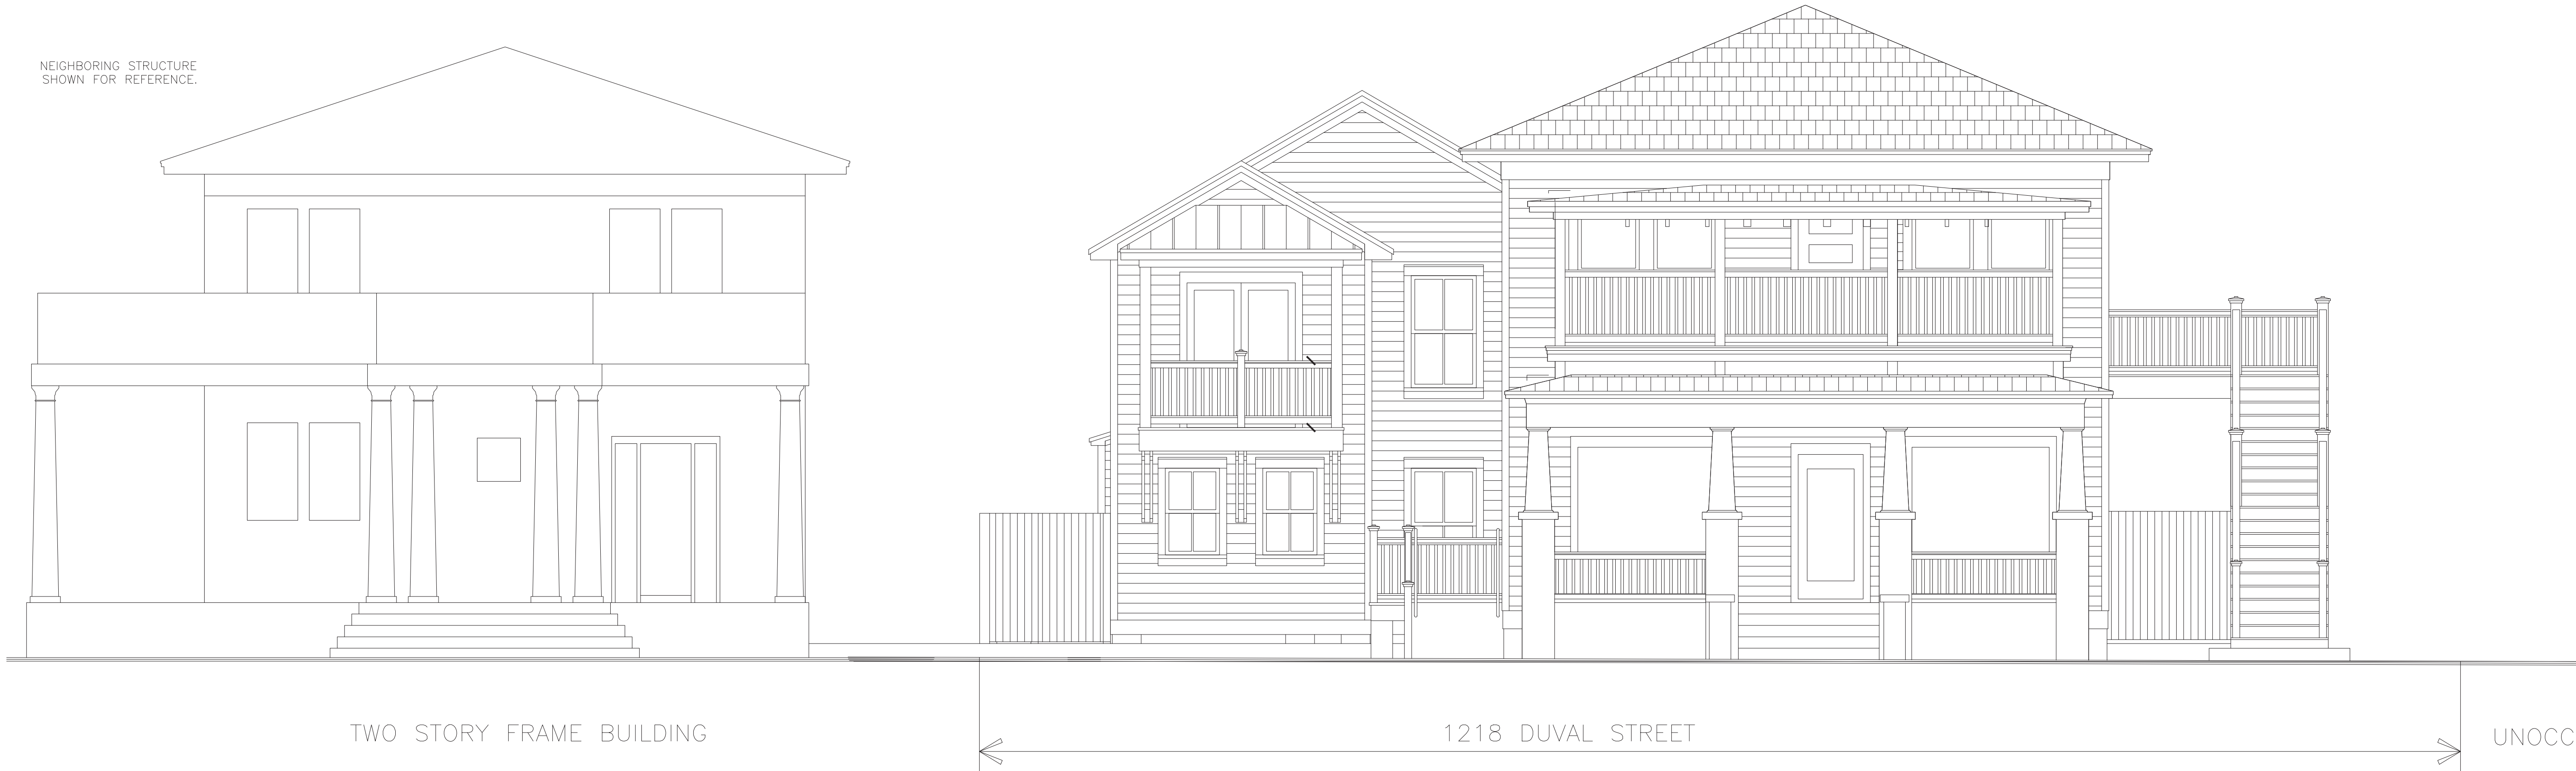 NEIGHBORING STRUCTURE
SHOWN FOR REFERENCE.
TWO STORY FRAME BUILDING
1218 DUVAL STREET
UNOCC